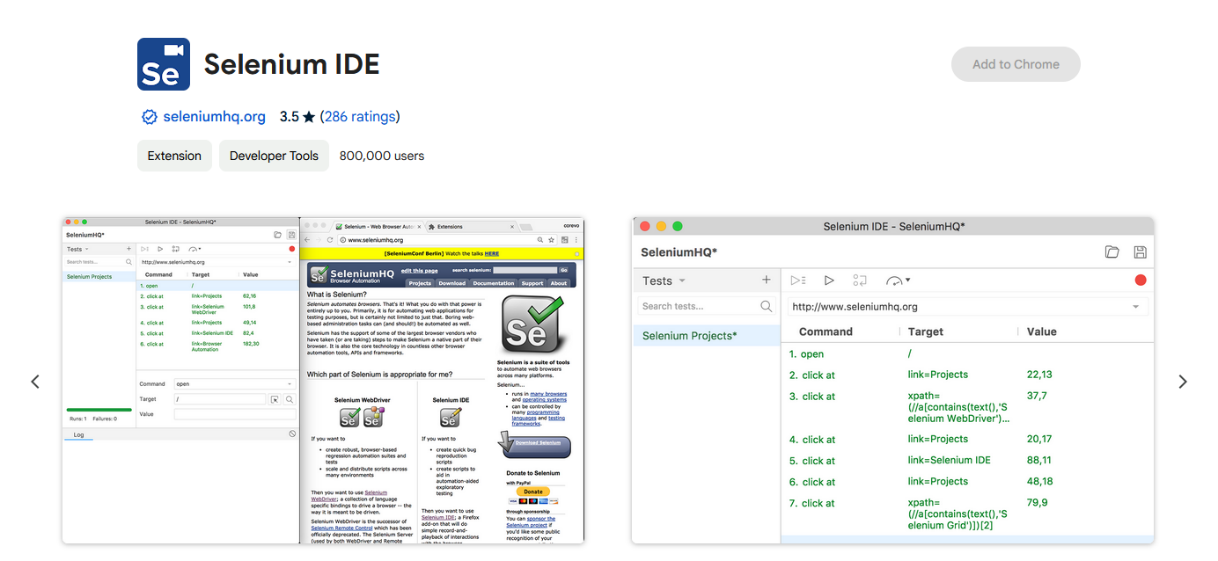 Se
Selenium IDE
Add to Chrome
seleniumhq.org 3.5 ★ (286 ratings)
Extension Developer Tools 800,000 users
Selenium IDE - SeleniumHQ*
SeleniumHQ*
Tests
Search tests...
http://www.seleniumhq.org
Selenium Projects
Command Target Value
1. open /
2. click at link=Projects 62,16
3. click at link=Selenium
WebDriver 101,8
4. click at link=Projects 49,14
5. click at link=Selenium IDE 82,4
6. click at link=Browser
Automation 182,30
Command open
Target /
Value
Runs: 1 Failures: 0
Log
Selenium - Web Browser Auto Extensions
www.seleniumhq.org
[SeleniumConf Berlin] Watch the talks HERE
SeleniumHQ
Browser Automation
edit this page search selenium: Go
Projects Download Documentation Support About
What is Selenium?
Selenium automates browsers. That's it! What you do with that power is
entirely up to you. Primarily, it is for automating web applications for
testing purposes, but is certainly not limited to just that. Boring web-
based administration tasks can (and should!) be automated as well.
Selenium has the support of some of the largest browser vendors who
have taken (or are taking) steps to make Selenium a native part of their
browser. It is also the core technology in countless other browser
automation tools, APIs and frameworks.
Which part of Selenium is appropriate for me?
Selenium WebDriver
If you want to
create robust, browser-based
regression automation suites and
tests
scale and distribute scripts across
many environments
Then you want to use Selenium
WebDriver; a collection of language
specific bindings to drive a browser -- the
way it is meant to be driven.
Selenium WebDriver is the successor of
Selenium Remote Control which has been
officially deprecated. The Selenium Server
(used by both WebDriver and Remote
Selenium IDE
If you want to
create quick bug
reproduction
scripts
create scripts to
aid in
automation-aided
exploratory
testing
Then you want to use
Selenium IDE; a Firefox
add-on that will do
simple record-and-
playback of interactions
with the browser
Se
Selenium is a suite of tools
to automate web browsers
across many platforms.
Selenium...
runs in many browsers
and operating systems
can be controlled by
many programming
languages and testing
frameworks.
Download Selenium
Donate to Selenium
with PayPal
Donate
through sponsorship
You can sponsor the
Selenium project if
you'd like some public
recognition of your
Selenium IDE - SeleniumHQ*
SeleniumHQ*
Tests
Search tests...
http://www.seleniumhq.org
Selenium Projects*
Command Target Value
1. open /
2. click at link=Projects 22,13
3. click at xpath= 37,7
(//a[contains(text(),'S
elenium WebDriver')...
4. click at link=Projects 20,17
5. click at link=Selenium IDE 88,11
6. click at link=Projects 48,18
7. click at xpath= 79,9
(//a[contains(text(),'S
elenium Grid')])[2]